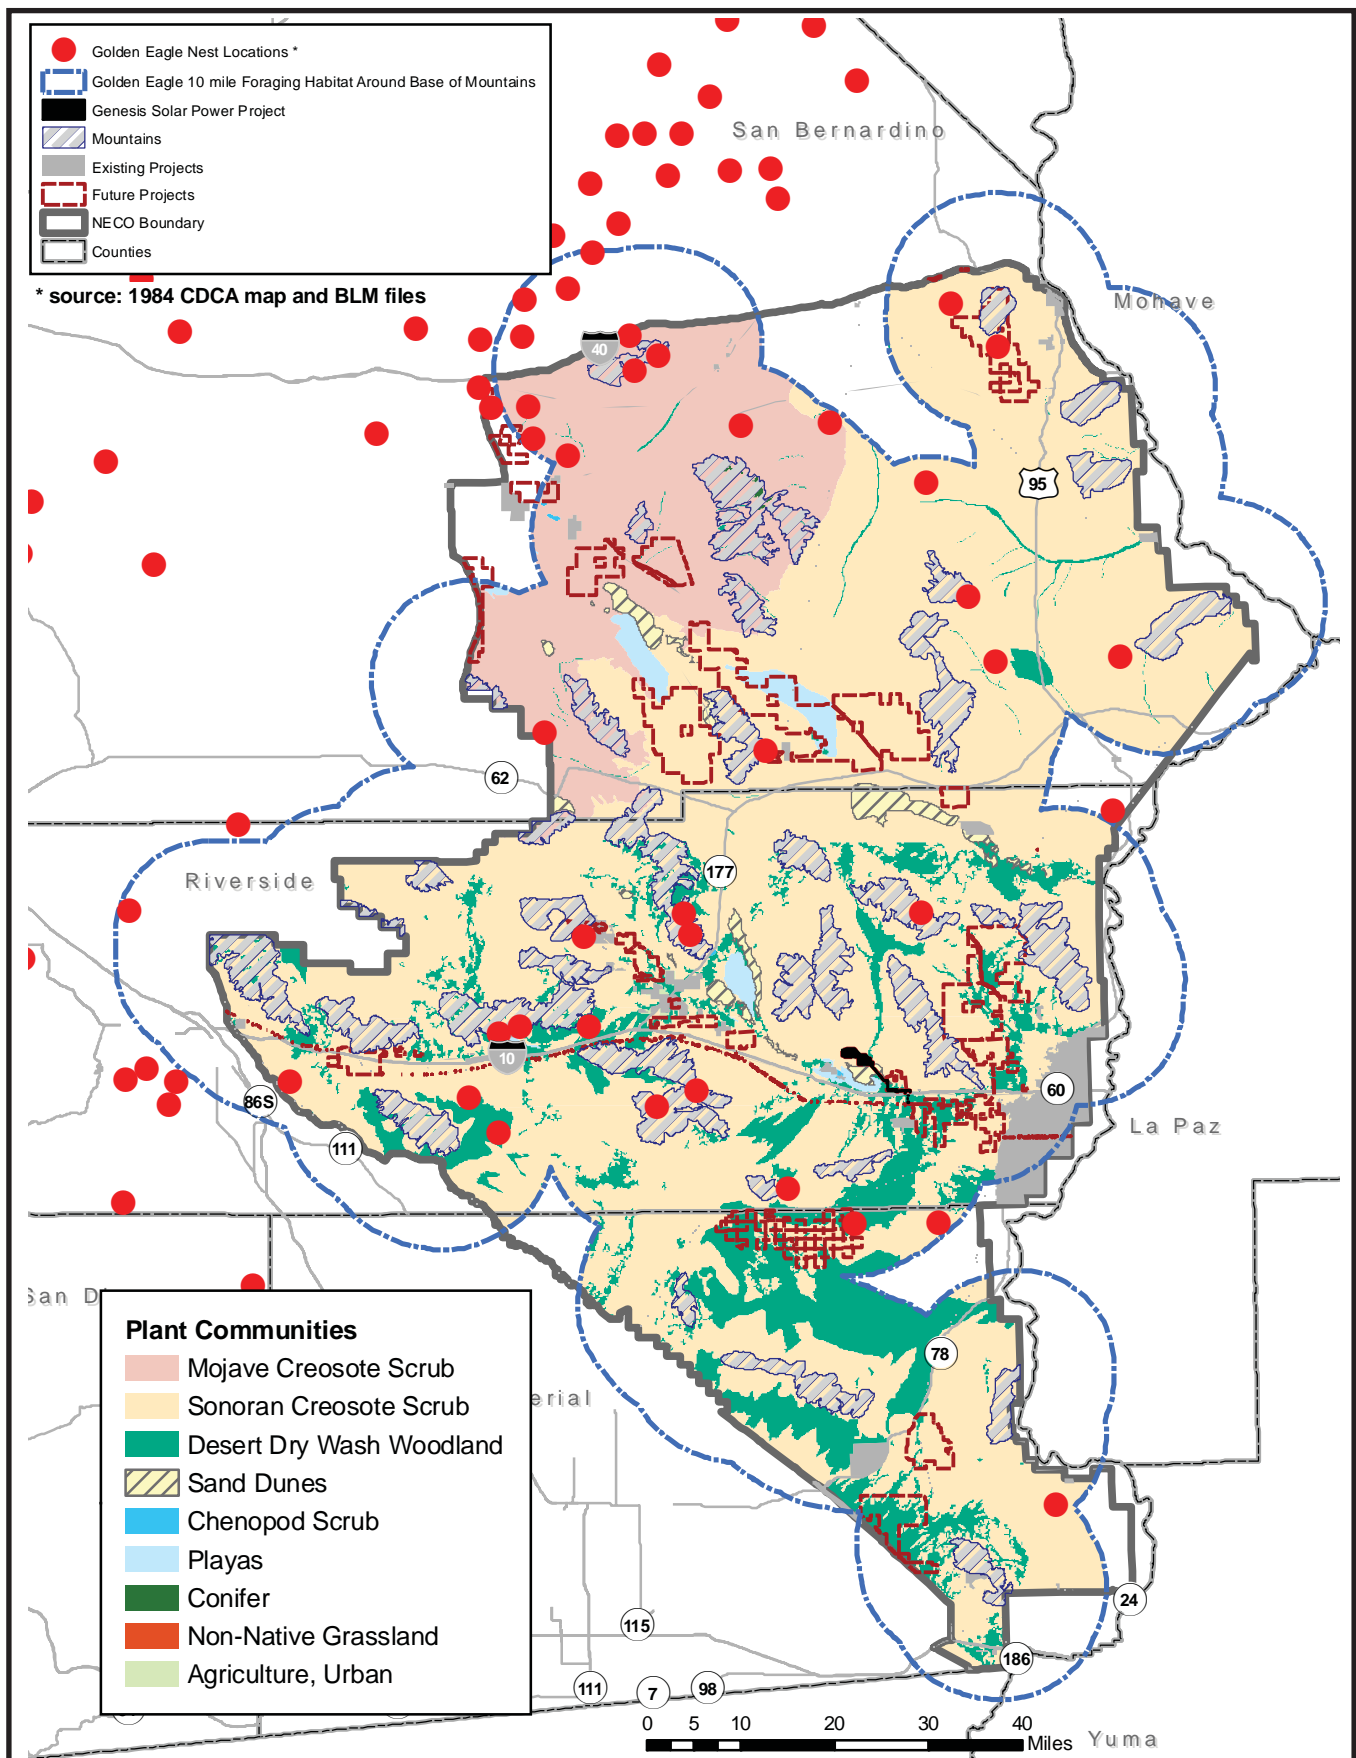 Golden Eagle Nest Locations *
Golden Eagle 10 mile Foraging Habitat Around Base of Mountains
Genesis Solar Power Project
Mountains
Existing Projects
Future Projects
NECO Boundary
Counties
* source: 1984 CDCA map and BLM files
San Bernardino
Mohave
40
95
62
177
Riverside
10
60
86S
111
La Paz
San D
78
erial
Plant Communities
Mojave Creosote Scrub
Sonoran Creosote Scrub
Desert Dry Wash Woodland
Sand Dunes
Chenopod Scrub
Playas
Conifer
Non-Native Grassland
Agriculture, Urban
24
115
186
111
7
98
0 5 10 20 30 40
Miles
Yuma